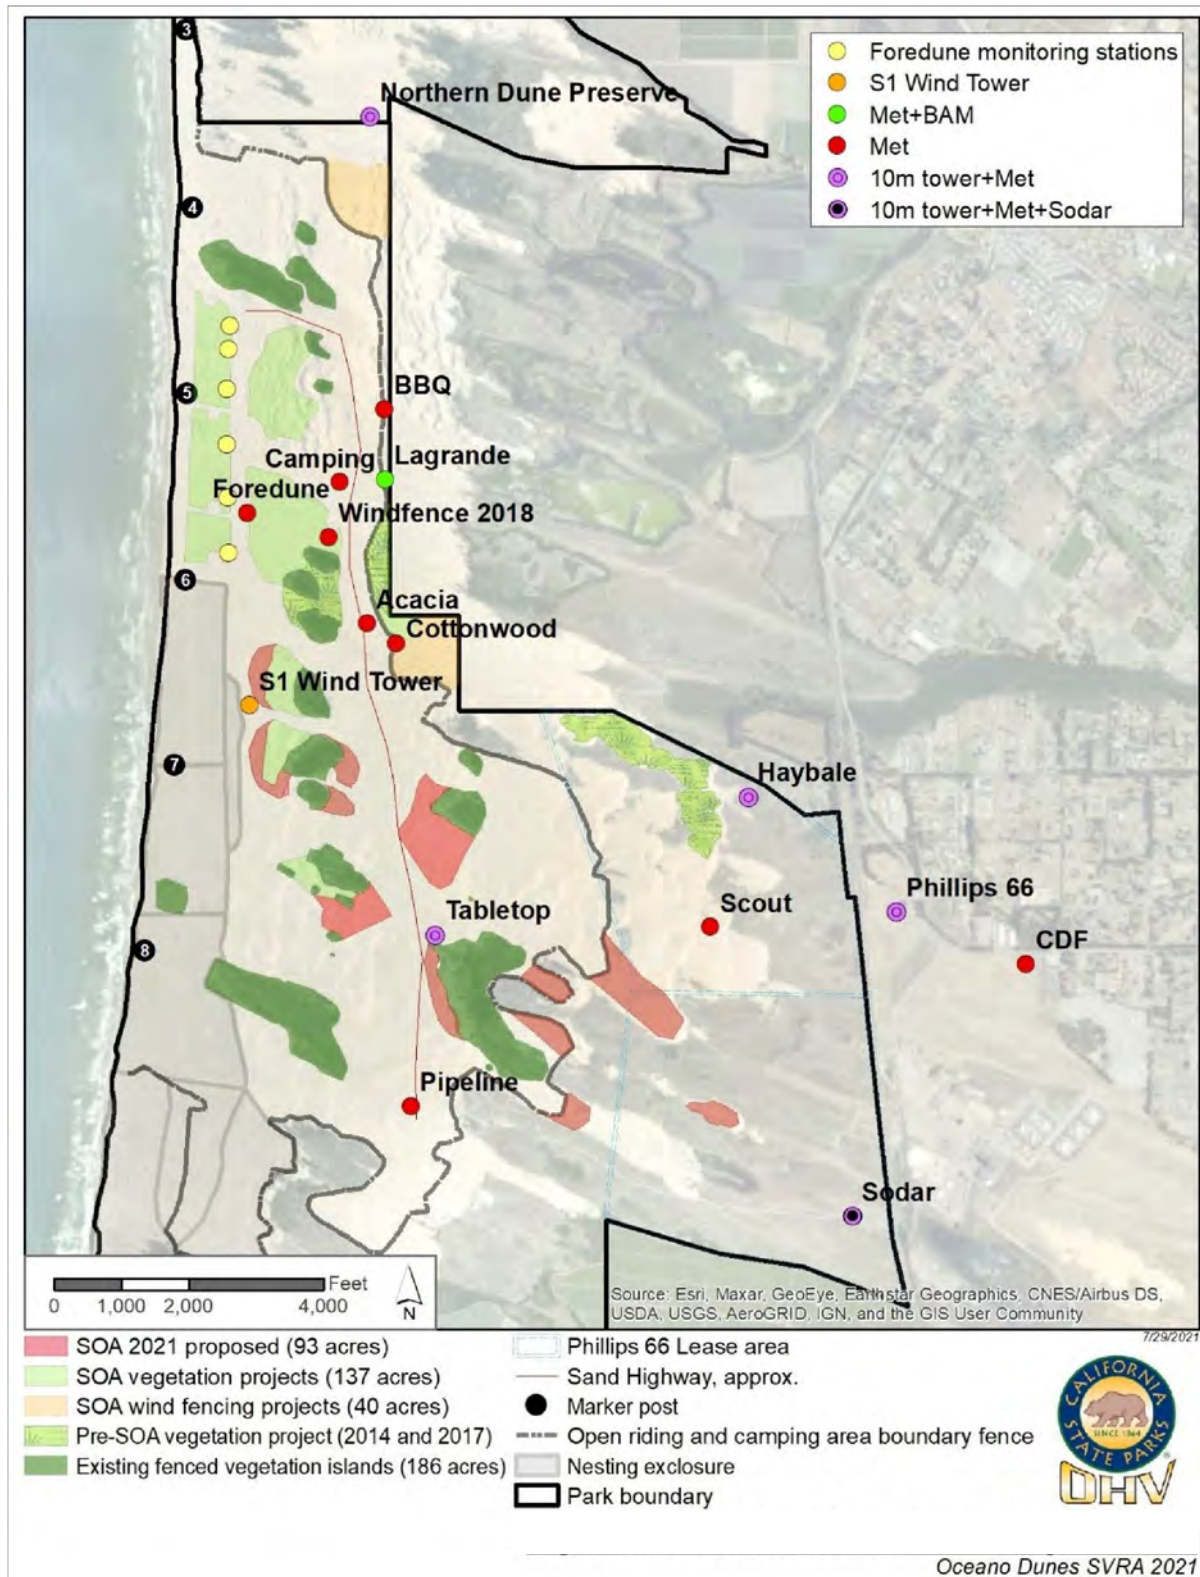 3
Northern Dune Preserve
Foredune monitoring stations
S1 Wind Tower
Met+BAM
Met
10m tower+Met
10m tower+Met+Sodar
4
5
BBQ
Camping
Lagrande
Foredune
Windfence 2018
6
Acacia
Cottonwood
S1 Wind Tower
7
Haybale
Phillips 66
Scout
Tabletop
CDF
8
Pipeline
Sodar
Feet
0 1,000 2,000 4,000
N
Source: Esri, Maxar, GeoEye, Earthstar Geographics, CNES/Airbus DS,
USDA, USGS, AeroGRID, IGN, and the GIS User Community
7/29/2021
SOA 2021 proposed (93 acres)
SOA vegetation projects (137 acres)
SOA wind fencing projects (40 acres)
Pre-SOA vegetation project (2014 and 2017)
Existing fenced vegetation islands (186 acres)
Phillips 66 Lease area
Sand Highway, approx.
Marker post
Open riding and camping area boundary fence
Nesting exclosure
Park boundary
CALIFORNIA
SINCE 1864
STATE PARKS
OHV
Oceano Dunes SVRA 2021